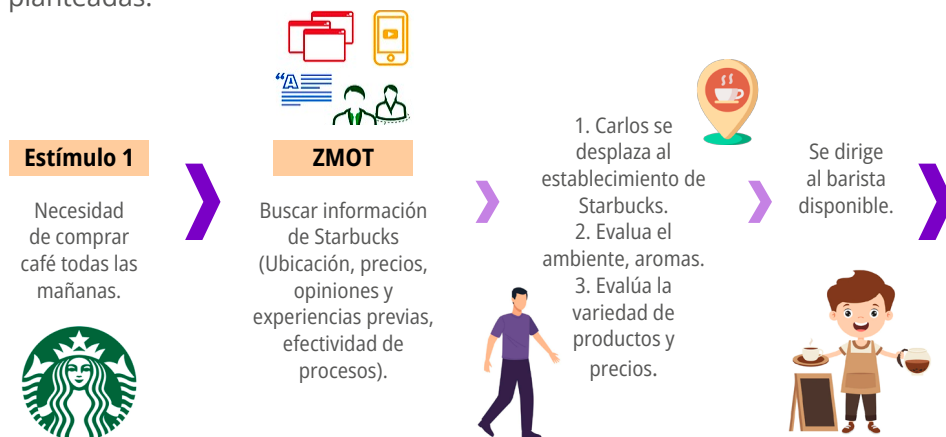 planteadas.
Estímulo 1
Necesidad
de comprar
café todas las
mañanas.
“A
ZMOT
Buscar información
de Starbucks
(Ubicación, precios,
opiniones y
experiencias previas,
efectividad de
procesos).
1. Carlos se
desplaza al
establecimiento de
Starbucks.
2. Evalua el
ambiente, aromas.
3. Evalúa la
variedad de
productos y
precios.
Se dirige
al barista
disponible.